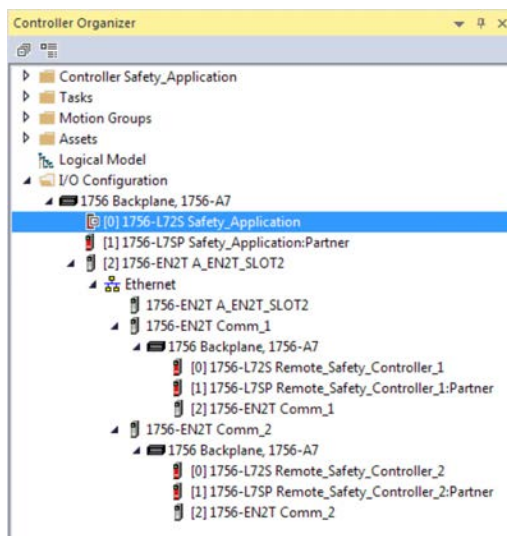 Controller Organizer
Controller Safety_Application
Tasks
Motion Groups
Assets
Logical Model
I/O Configuration
1756 Backplane, 1756-A7
[0] 1756-L72S Safety_Application
[1] 1756-L7SP Safety_Application:Partner
[2] 1756-EN2T A_EN2T_SLOT2
Ethernet
1756-EN2T A_EN2T_SLOT2
1756-EN2T Comm_1
1756 Backplane, 1756-A7
[0] 1756-L72S Remote_Safety_Controller_1
[1] 1756-L7SP Remote_Safety_Controller_1:Partner
[2] 1756-EN2T Comm_1
1756-EN2T Comm_2
1756 Backplane, 1756-A7
[0] 1756-L72S Remote_Safety_Controller_2
[1] 1756-L7SP Remote_Safety_Controller_2:Partner
[2] 1756-EN2T Comm_2